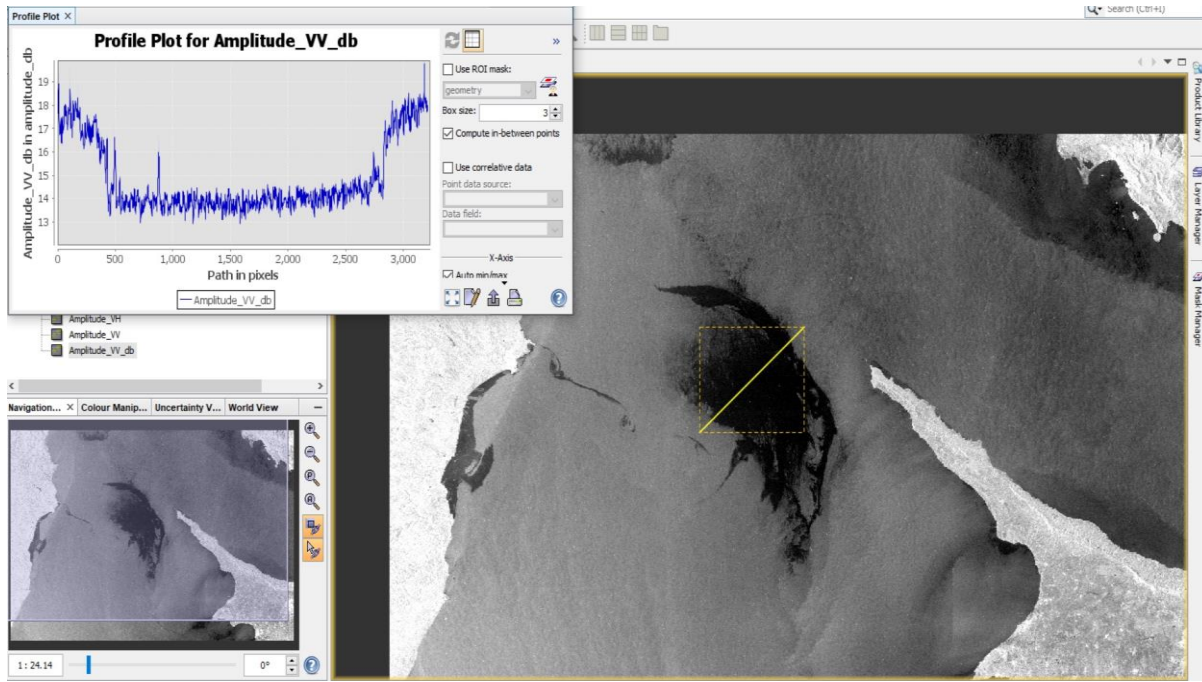 Profile Plot
Search (Ctrl+I)
Profile Plot for Amplitude_VV_db
Amplitude_VV_db in amplitude_db
19
18
17
16
15
14
13
0 500 1,000 1,500 2,000 2,500 3,000
Path in pixels
Amplitude_VV_db
»
Use ROI mask:
geometry
Box size: 3
Compute in-between points
Use correlative data
Point data source:
Data field:
X-Axis
Auto min/max
Amplitude_VH
Amplitude_VV
Amplitude_VV_db
Navigation... Colour Manip... Uncertainty V... World View
1 : 24.14 0°
Product Library
Layer Manager
Mask Manager